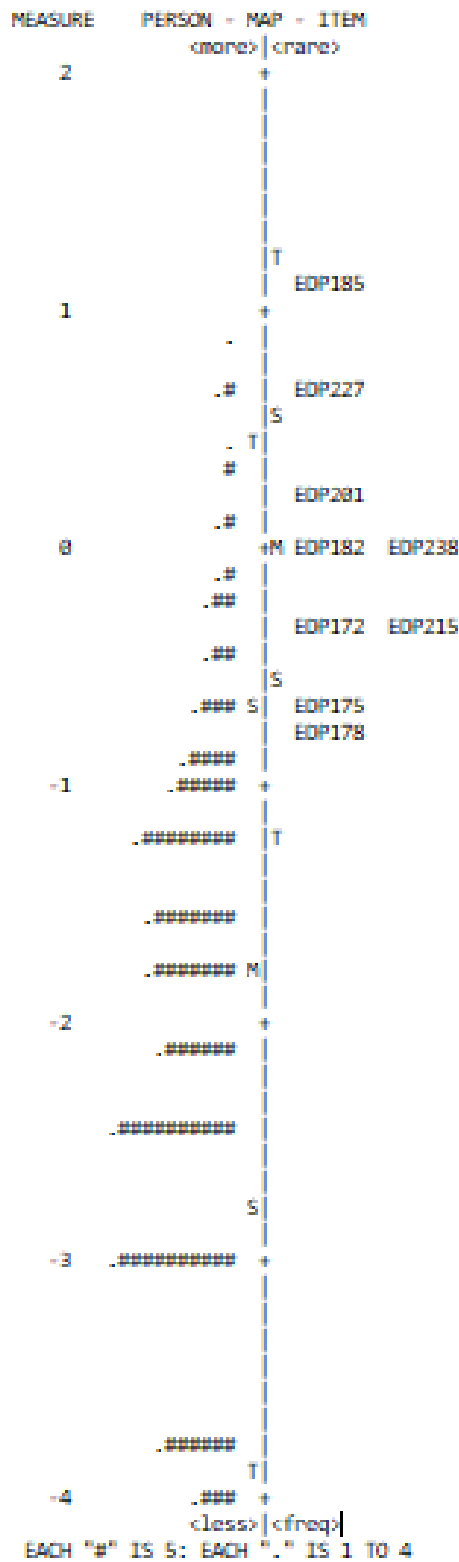 MEASURE    PERSON - MAP - ITEM
               <more>|<rare>
    2                +
                     |
                     |
                     |
                     |
                     |
                     |
                     |T
                     |  EDP185
    1                +
                  .  |
                     |
                 .#  |  EDP227
                     |S
                  . T|
                  #  |
                     |  EDP201
                 .#  |
    0                +M EDP182  EDP238
                 .#  |
                .##  |
                     |  EDP172  EDP215
                .##  |
                     |S
               .### S|  EDP175
                     |  EDP178
              .####  |
   -1        .#####  +
                     |
          .########  |T
                     |
                     |
           .#######  |
                     |
           .####### M|
                     |
   -2                +
            .######  |
                     |
                     |
        .##########  |
                     |
                     |
                    S|
                     |
   -3   .##########  +
                     |
                     |
                     |
                     |
                     |
                     |
            .######  |
                    T|
   -4          .###  +
               <less>|<freq>
EACH "#" IS 5: EACH "." IS 1 TO 4